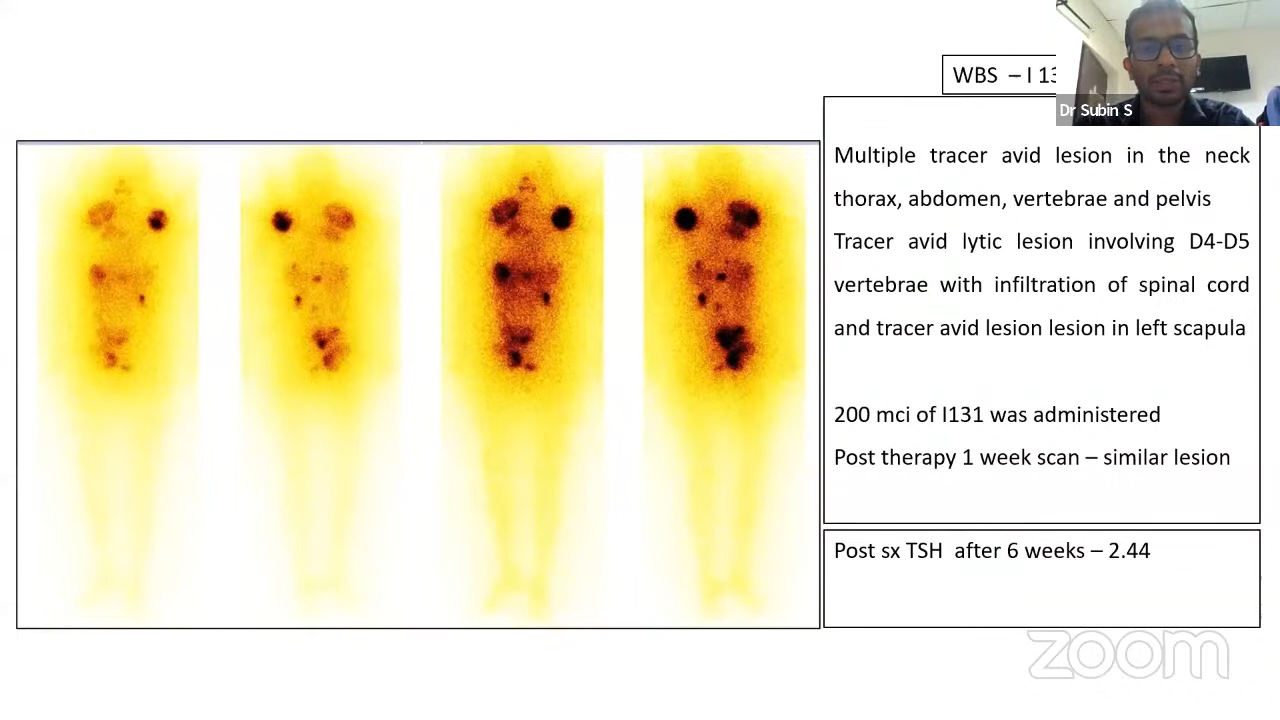 WBS – I 13
Dr Subin S
Multiple tracer avid lesion in the neck
thorax, abdomen, vertebrae and pelvis
Tracer avid lytic lesion involving D4-D5
vertebrae with infiltration of spinal cord
and tracer avid lesion lesion in left scapula
200 mci of I131 was administered
Post therapy 1 week scan – similar lesion
Post sx TSH after 6 weeks – 2.44
zoom